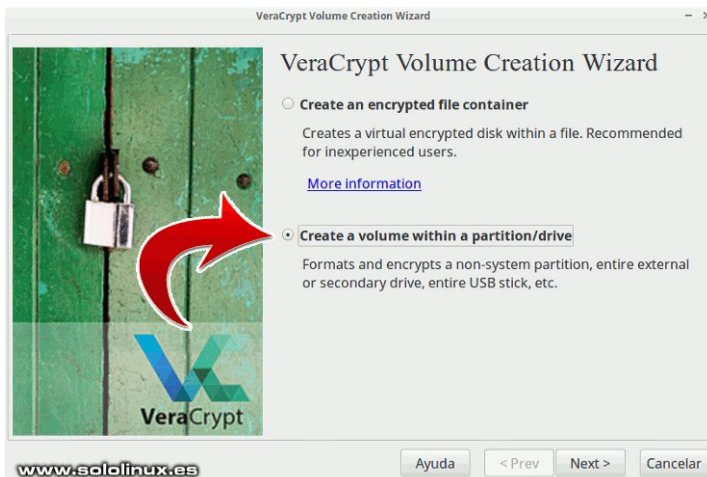 VeraCrypt Volume Creation Wizard
VeraCrypt Volume Creation Wizard
Create an encrypted file container
Creates a virtual encrypted disk within a file. Recommended
for inexperienced users.
More information
Create a volume within a partition/drive
Formats and encrypts a non-system partition, entire external
or secondary drive, entire USB stick, etc.
VeraCrypt
www.sololinux.es
Ayuda
< Prev
Next >
Cancelar